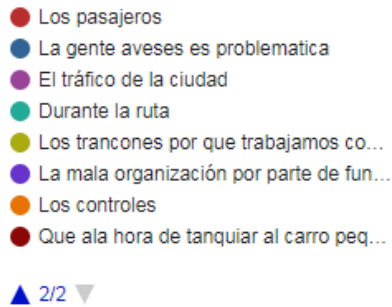 Los pasajeros
La gente aveses es problematica
El tráfico de la ciudad
Durante la ruta
Los trancones por que trabajamos co...
La mala organización por parte de fun...
Los controles
Que ala hora de tanquiar al carro peq...
2/2